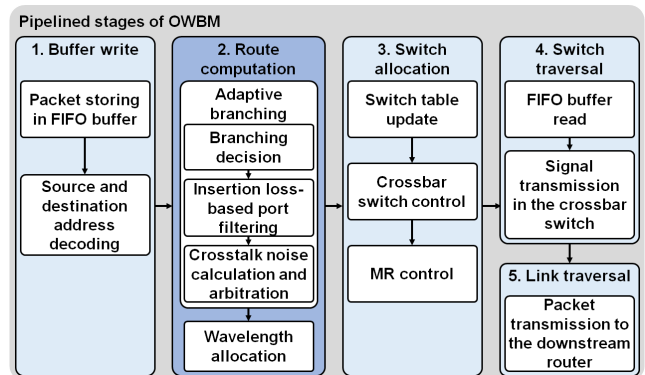 Pipelined stages of OWBM
1. Buffer write
Packet storing
in FIFO buffer
Source and
destination
address
decoding
2. Route
computation
Adaptive
branching
Branching
decision
Insertion loss-
based port
filtering
Crosstalk noise
calculation and
arbitration
Wavelength
allocation
3. Switch
allocation
Switch table
update
Crossbar
switch control
MR control
4. Switch
traversal
FIFO buffer
read
Signal
transmission
in the crossbar
switch
5. Link traversal
Packet
transmission to
the downstream
router